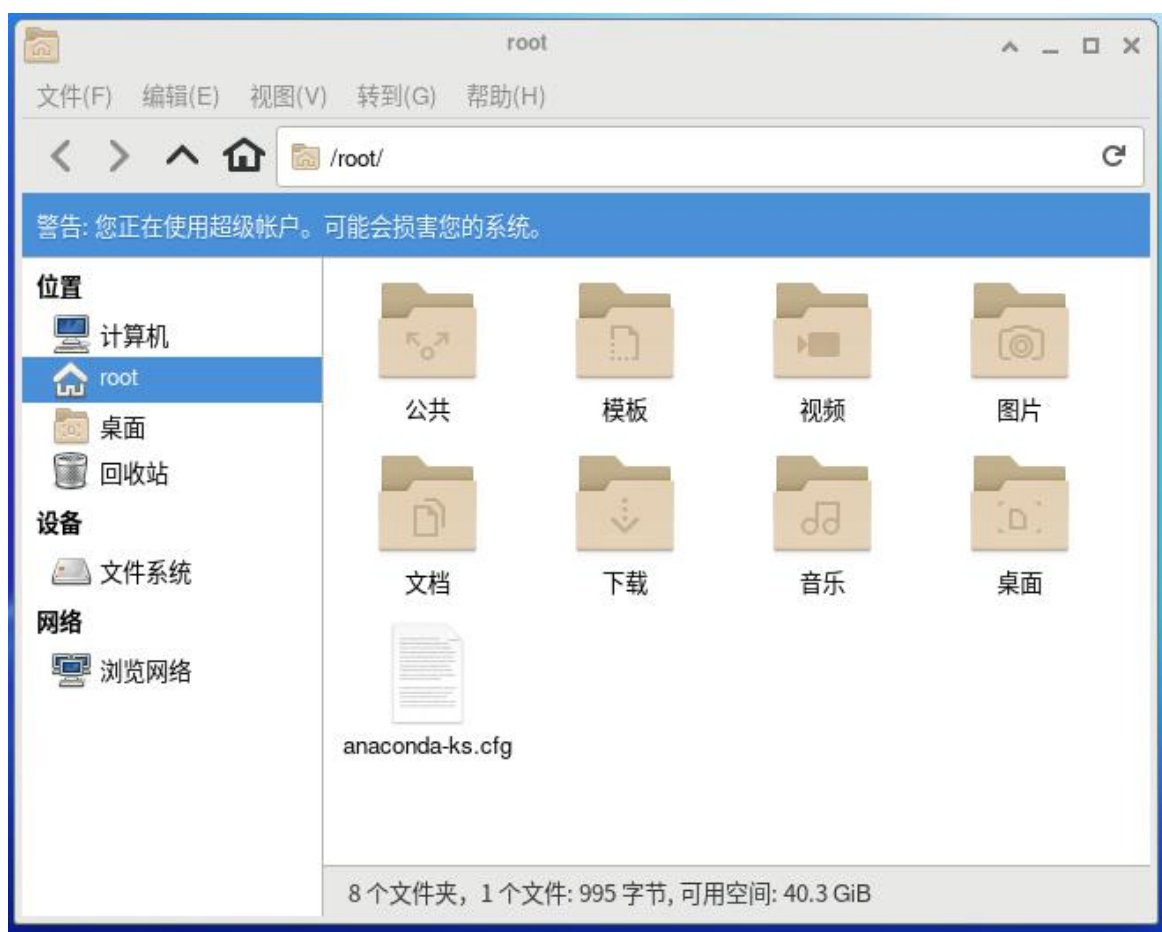 root
文件(F) 编辑(E) 视图(V) 转到(G) 帮助(H)
/root/
警告: 您正在使用超级帐户。可能会损害您的系统。
位置
计算机
root
桌面
回收站
设备
文件系统
网络
浏览网络
公共 模板 视频 图片
文档 下载 音乐 桌面
anaconda-ks.cfg
8 个文件夹，1 个文件: 995 字节, 可用空间: 40.3 GiB